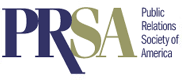 PRSA
Public
Relations
Society of
America